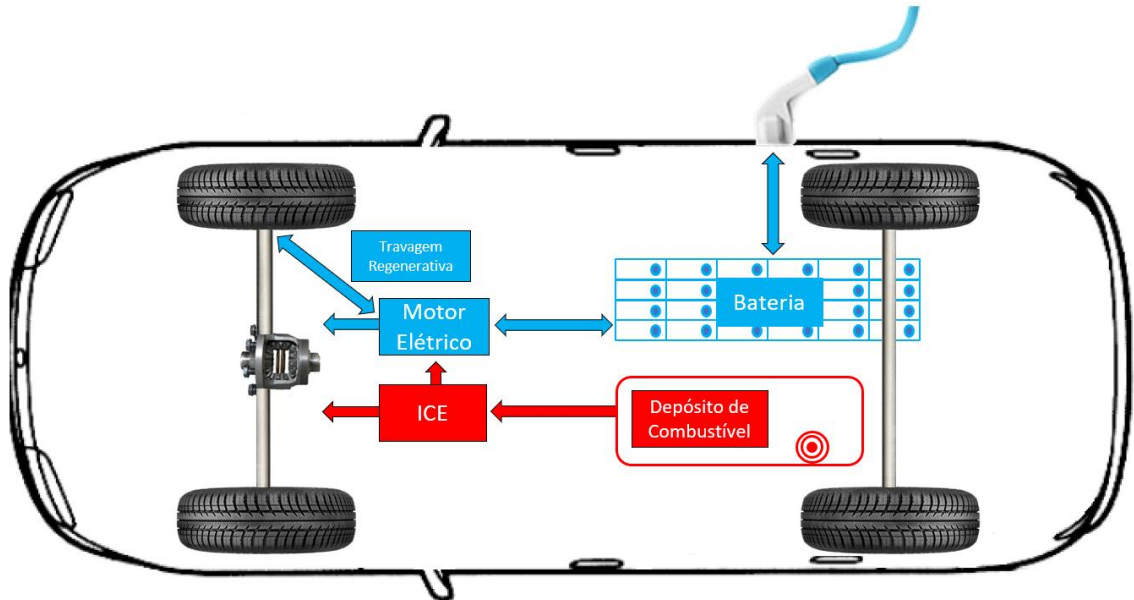 Travagem
Regenerativa
Motor
Elétrico
Bateria
ICE
Depósito de
Combustível